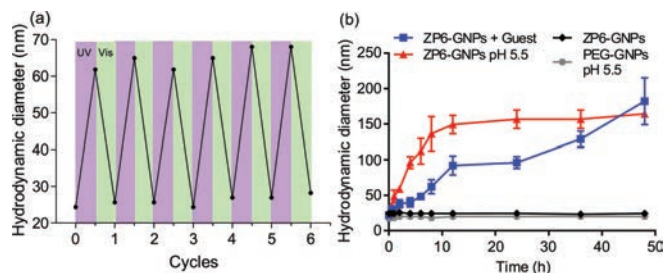 (a)
Hydrodynamic diameter (nm)
70
60
50
40
30
20
UV Vis
0 1 2 3 4 5 6
Cycles
(b)
ZP6-GNPs + Guest
ZP6-GNPs
ZP6-GNPs pH 5.5
PEG-GNPs
pH 5.5
Hydrodynamic diameter (nm)
250
200
150
100
50
0
0 10 20 30 40 50
Time (h)